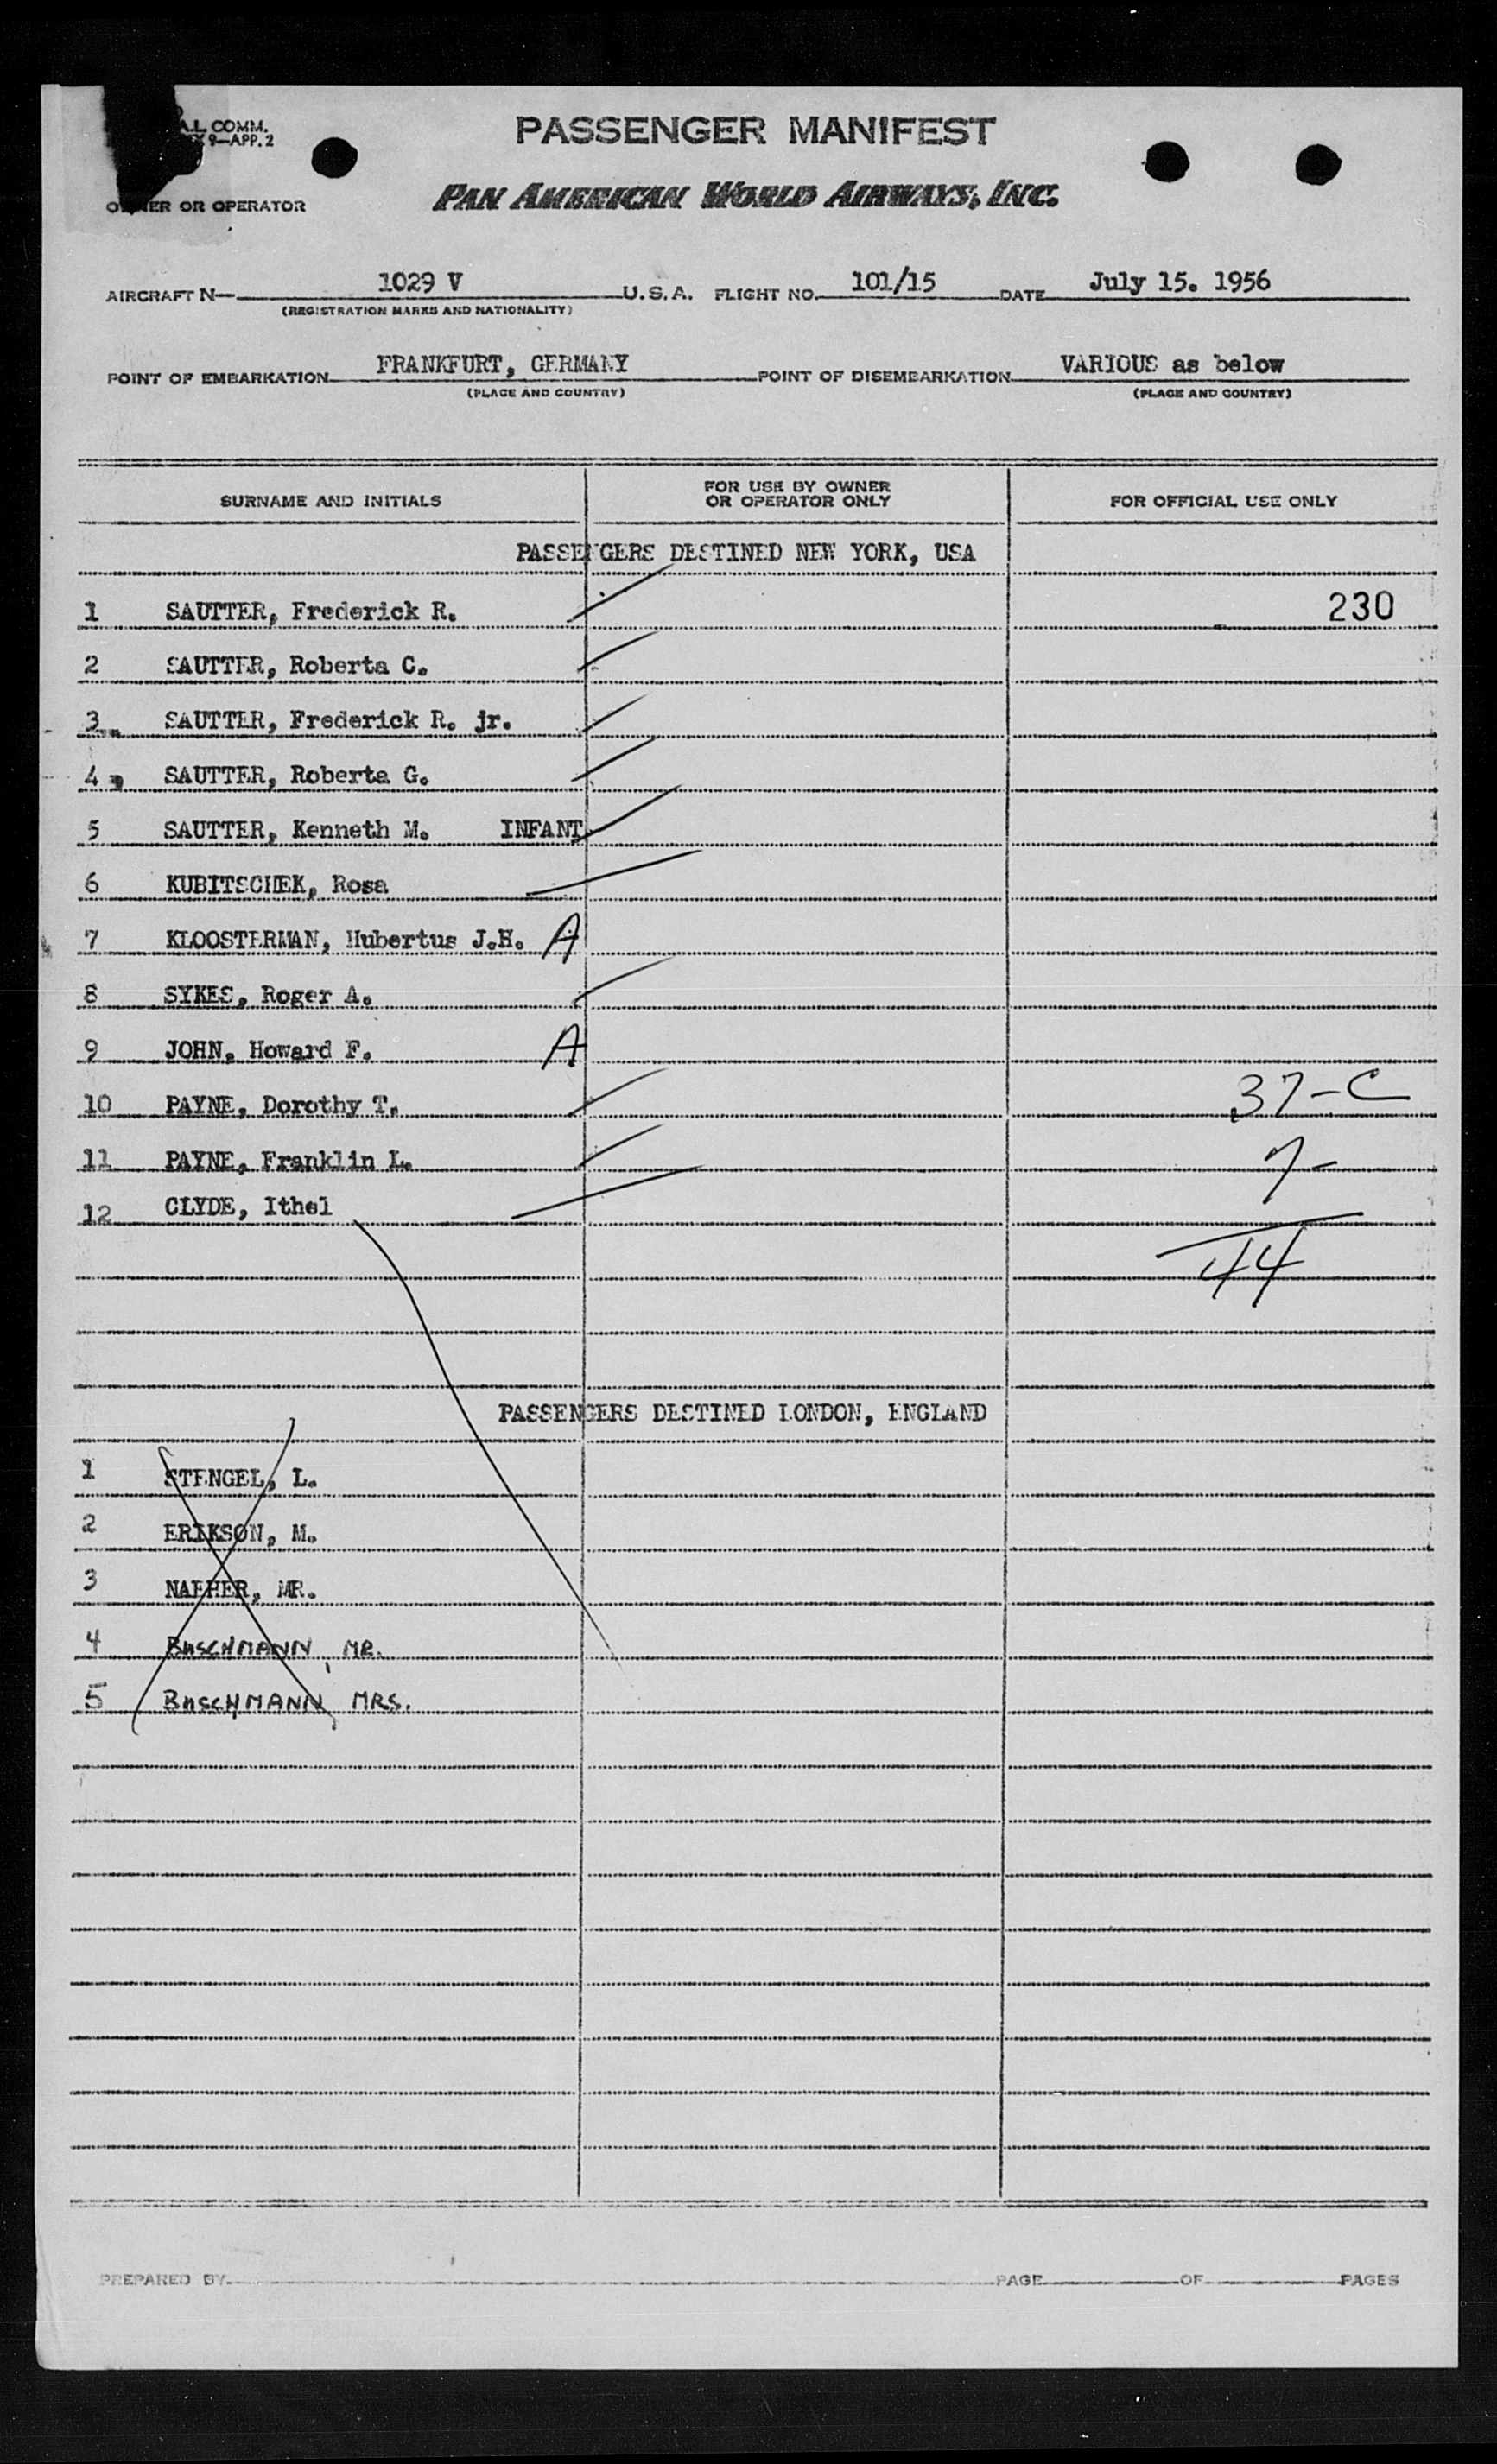 A.L COMM.
9—APP. 2
PASSENGER MANIFEST
OWNER OR OPERATOR
PAN AMERICAN WORLD AIRWAYS, INC.
AIRCRAFT N— 1029 V U.S.A. FLIGHT NO. 101/15 DATE July 15. 1956
(REGISTRATION MARKS AND NATIONALITY)
POINT OF EMBARKATION FRANKFURT, GERMANY POINT OF DISEMBARKATION VARIOUS as below
(PLACE AND COUNTRY) (PLACE AND COUNTRY)
SURNAME AND INITIALS FOR USE BY OWNER OR OPERATOR ONLY FOR OFFICIAL USE ONLY
PASSENGERS DESTINED NEW YORK, USA
1 SAUTTER, Frederick R. 230
2 SAUTTER, Roberta C.
3 SAUTTER, Frederick R. jr.
4 SAUTTER, Roberta G.
5 SAUTTER, Kenneth M. INFANT
6 KUBITSCHEK, Rosa
7 KLOOSTERMAN, Hubertus J.H. A
8 SYKES, Roger A.
9 JOHN, Howard F. A
10 PAYNE, Dorothy T. 37-C
11 PAYNE, Franklin L. 7-
12 CLYDE, Ithel
44
PASSENGERS DESTINED LONDON, ENGLAND
1 STENGEL, L.
2 ERIKSON, M.
3 NAEHER, MR.
4 BUSCHMANN, MR.
5 BUSCHMANN, MRS.
PREPARED BY PAGE OF PAGES